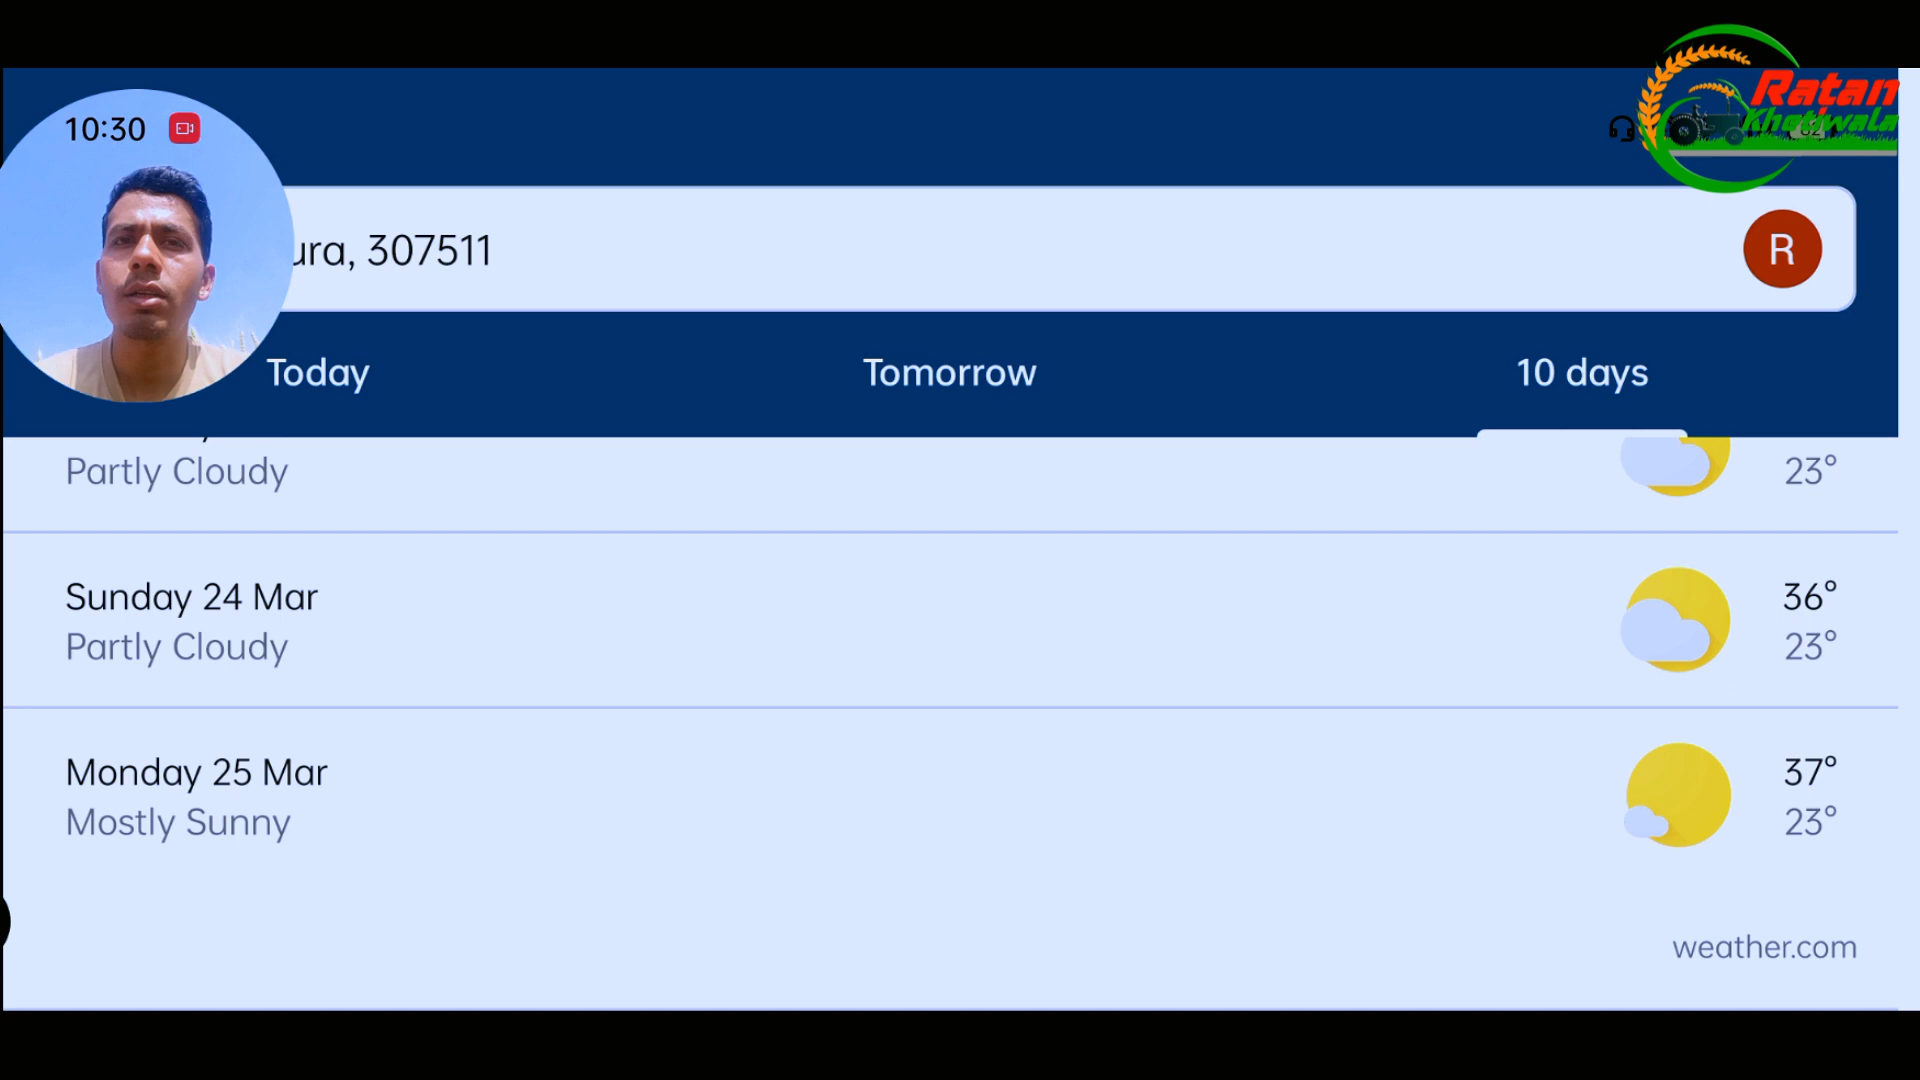 10:30
Ratan
Khetiwala
307511
R
Today
Tomorrow
10 days
Partly Cloudy
23°
Sunday 24 Mar
36°
Partly Cloudy
23°
Monday 25 Mar
37°
Mostly Sunny
23°
weather.com